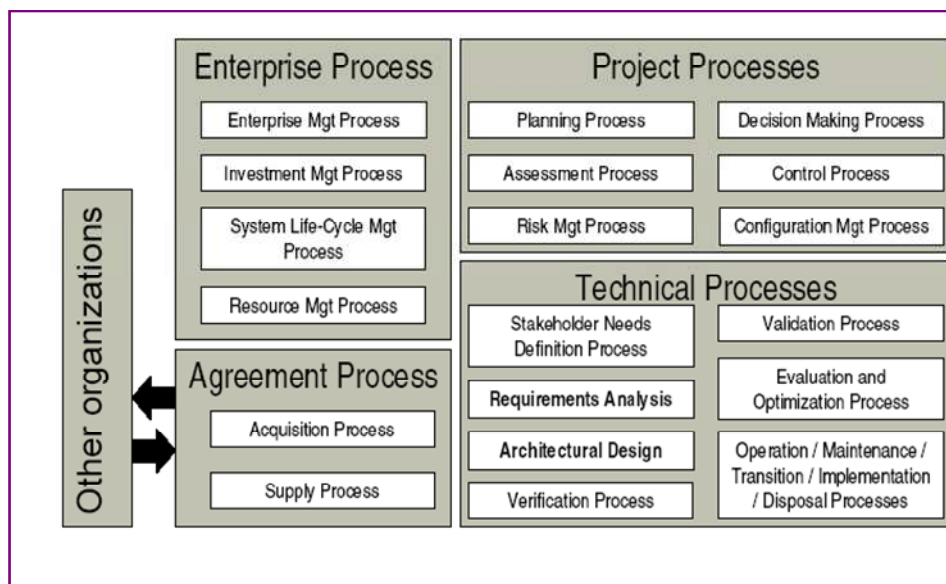 Other organizations
Enterprise Process
Enterprise Mgt Process
Investment Mgt Process
System Life-Cycle Mgt
Process
Resource Mgt Process
Agreement Process
Acquisition Process
Supply Process
Project Processes
Planning Process
Decision Making Process
Assessment Process
Control Process
Risk Mgt Process
Configuration Mgt Process
Technical Processes
Stakeholder Needs
Definition Process
Requirements Analysis
Architectural Design
Verification Process
Validation Process
Evaluation and
Optimization Process
Operation / Maintenance /
Transition / Implementation
/ Disposal Processes